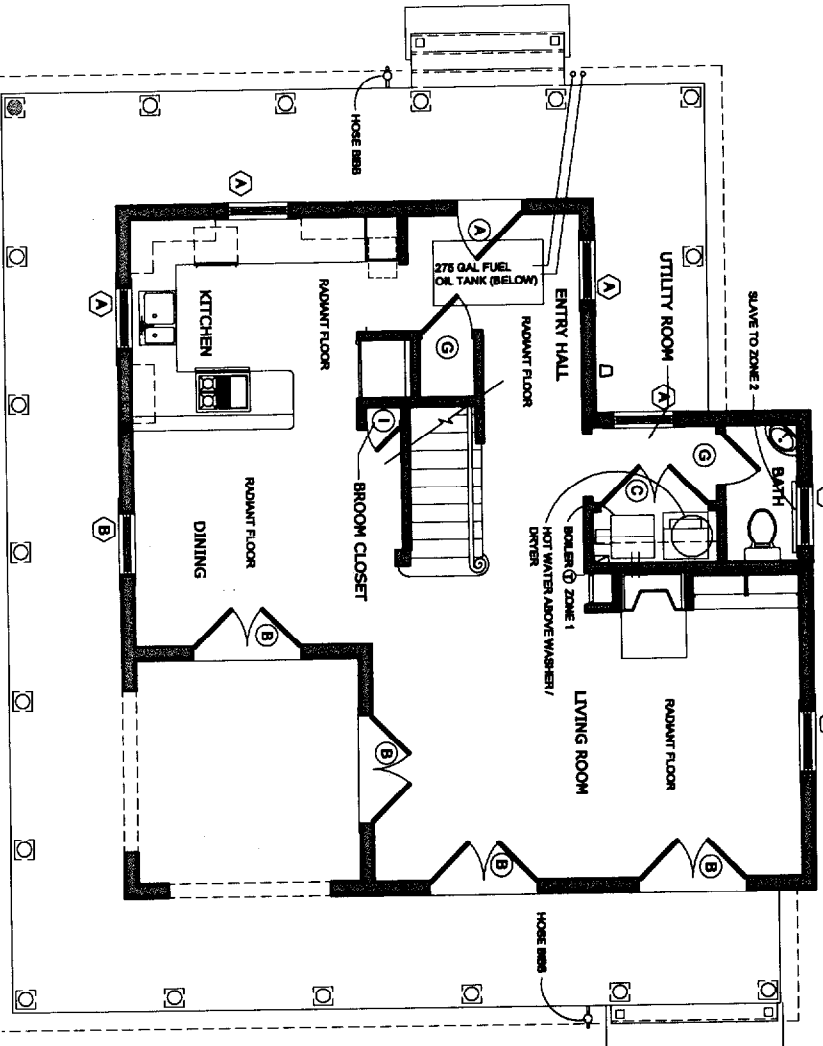 HOSE BIBB
A
A
275 GAL FUEL
OIL TANK (BELOW)
ENTRY HALL
A
UTILITY ROOM
SLAVE TO ZONE 2
A
KITCHEN
RADIANT FLOOR
G
RADIANT FLOOR
A
G
BATH
I
BROOM CLOSET
C
B
DINING
RADIANT FLOOR
BOILER T ZONE 1
HOT WATER ABOVE WASHER/
DRYER
B
B
LIVING ROOM
RADIANT FLOOR
B
B
HOSE BIBB